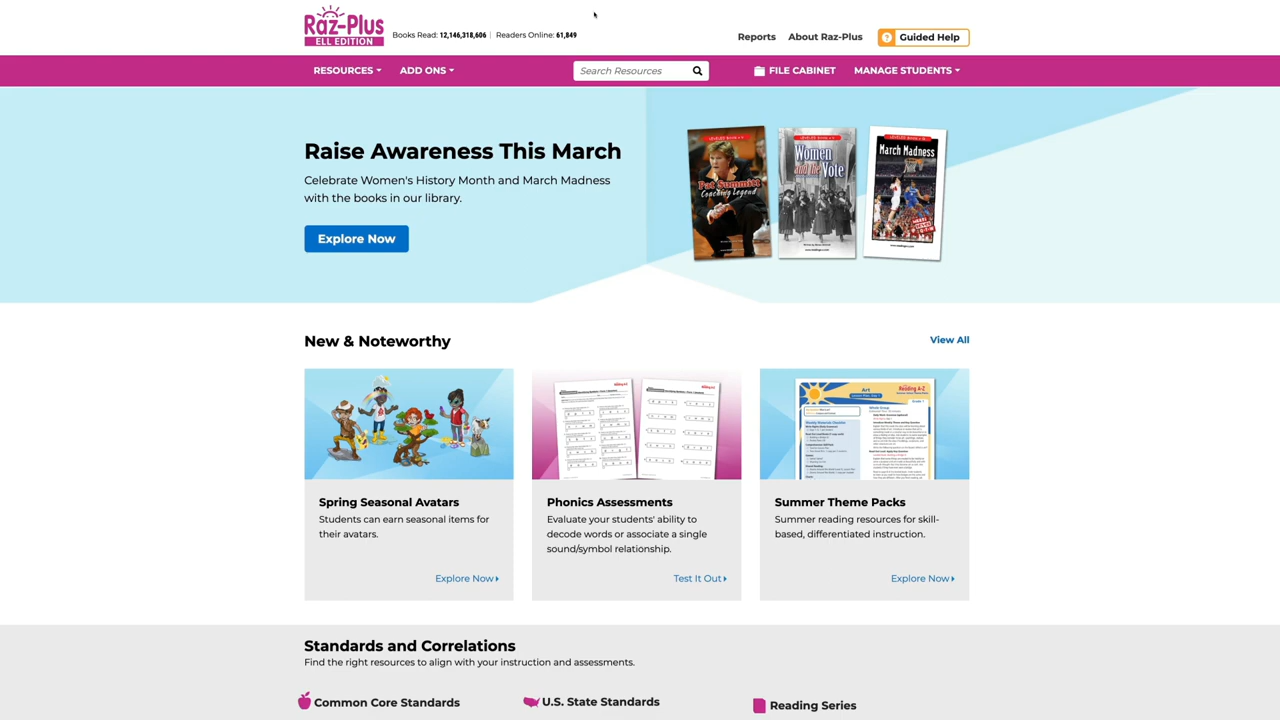 Raz-Plus
ELL EDITION
Books Read: 12,146,318,606 | Readers Online: 61,849
Reports
About Raz-Plus
Guided Help
RESOURCES
ADD ONS
Search Resources
FILE CABINET
MANAGE STUDENTS
Raise Awareness This March
Celebrate Women's History Month and March Madness
with the books in our library.
Explore Now
Pat Summitt
Coaching Legend
Women
and the Vote
March Madness
New & Noteworthy
View All
Spring Seasonal Avatars
Students can earn seasonal items for
their avatars.
Explore Now
Phonics Assessments
Evaluate your students' ability to
decode words or associate a single
sound/symbol relationship.
Test It Out
Art
Reading A-Z
Summer Theme Packs
Summer reading resources for skill-
based, differentiated instruction.
Explore Now
Standards and Correlations
Find the right resources to align with your instruction and assessments.
Common Core Standards
U.S. State Standards
Reading Series